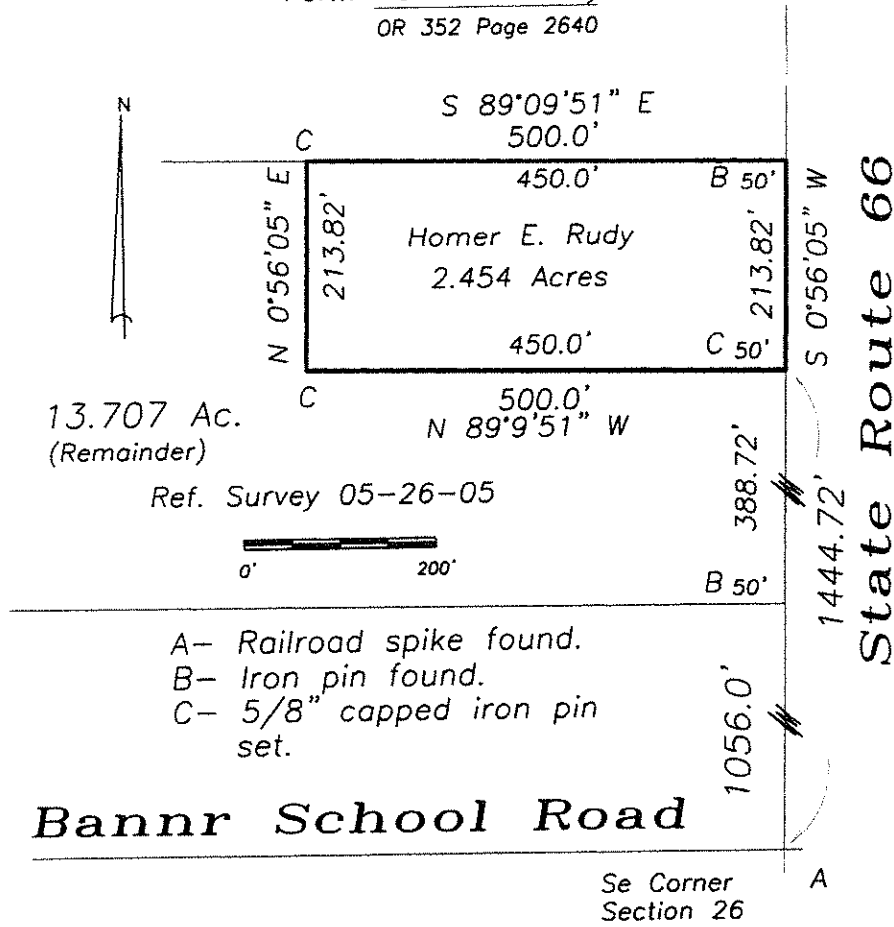 OR 352 Page 2640
N
S 89°09'51" E
500.0'
C
450.0'
B 50'
N 0°56'05" E
213.82'
Homer E. Rudy
2.454 Acres
213.82'
S 0°56'05" W
State Route 66
450.0'
C 50'
C
500.0'
N 89°9'51" W
13.707 Ac.
(Remainder)
Ref. Survey 05-26-05
0' 200'
388.72'
1444.72'
B 50'
A- Railroad spike found.
B- Iron pin found.
C- 5/8" capped iron pin
set.
1056.0'
Bannr School Road
Se Corner
Section 26
A